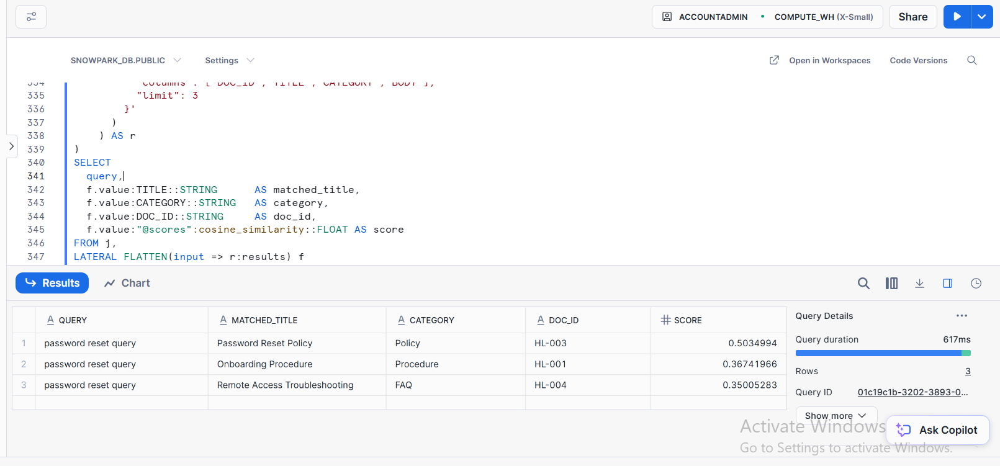 ACCOUNTADMIN • COMPUTE_WH (X-Small) Share
SNOWPARK_DB.PUBLIC Settings Open in Workspaces Code Versions
334 "columns": ["DOC_ID", "TITLE", "CATEGORY", "BODY"],
335 "limit": 3
336 }'
337 )
338 ) AS r
339 )
340 SELECT
341 query,
342 f.value:TITLE::STRING AS matched_title,
343 f.value:CATEGORY::STRING AS category,
344 f.value:DOC_ID::STRING AS doc_id,
345 f.value:"@scores":cosine_similarity::FLOAT AS score
346 FROM j,
347 LATERAL FLATTEN(input => r:results) f
Results Chart
QUERY MATCHED_TITLE CATEGORY DOC_ID SCORE
1 password reset query Password Reset Policy Policy HL-003 0.5034994
2 password reset query Onboarding Procedure Procedure HL-001 0.36741966
3 password reset query Remote Access Troubleshooting FAQ HL-004 0.35005283
Query Details ...
Query duration 617ms
Rows 3
Query ID 01c19c1b-3202-3893-0...
Show more
Ask Copilot
Activate Windows
Go to Settings to activate Windows.